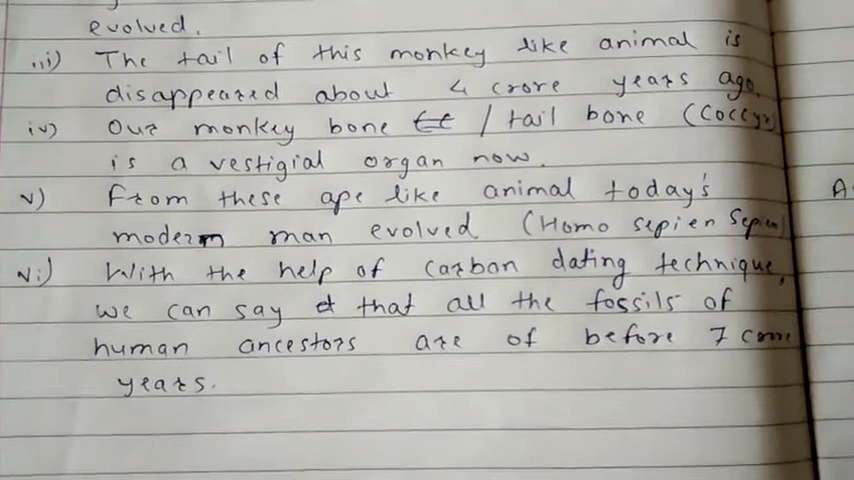 evolved.
iii) The tail of this monkey like animal is
disappeared about 4 crore years ago.
iv) Our monkey bone / tail bone (Coccyx
is a vestigial organ now.
v) From these ape like animal today's
modern man evolved (Homo sepien Sepien)
vi) With the help of carbon dating technique,
we can say that all the fossils of
human ancestors are of before 7 crore
years.
A